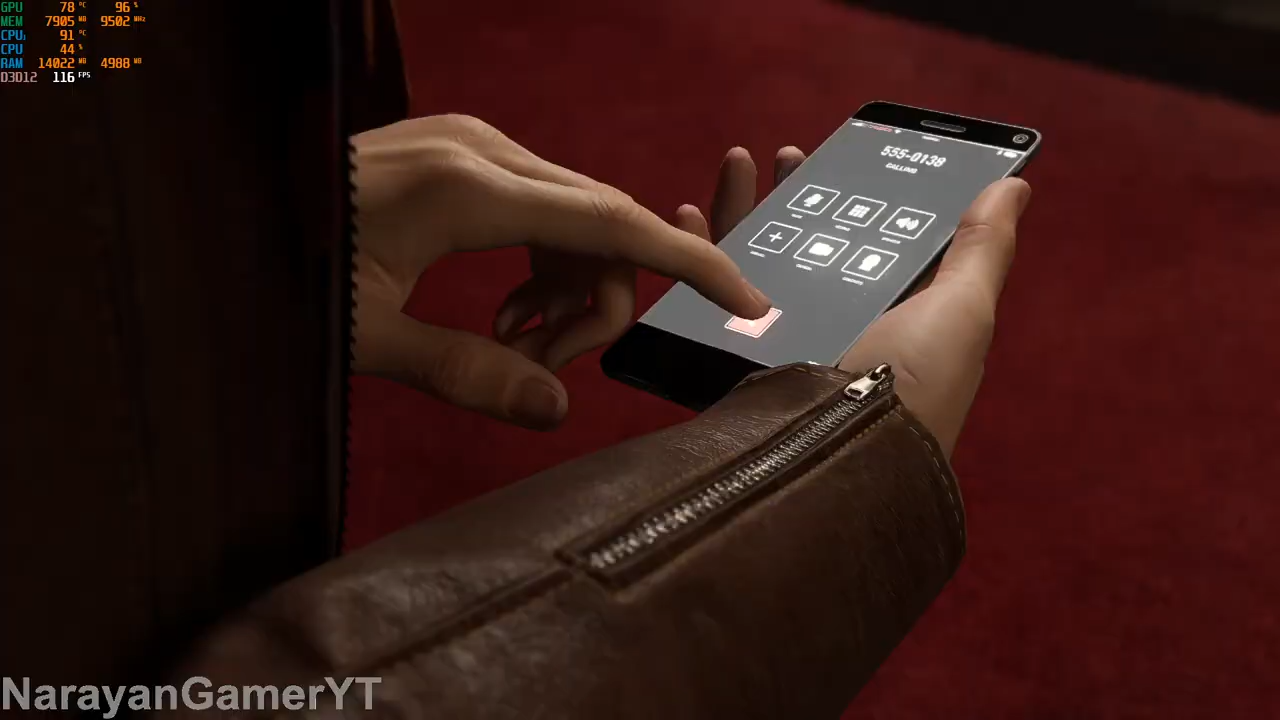 GPU 78 °C 96 %
MEM 7905 MB 9502 MHz
CPU 91 °C
CPU 44 %
RAM 14022 MB 4988 MB
D3D12 116 FPS
555-0138
CALLING
NarayanGamerYT